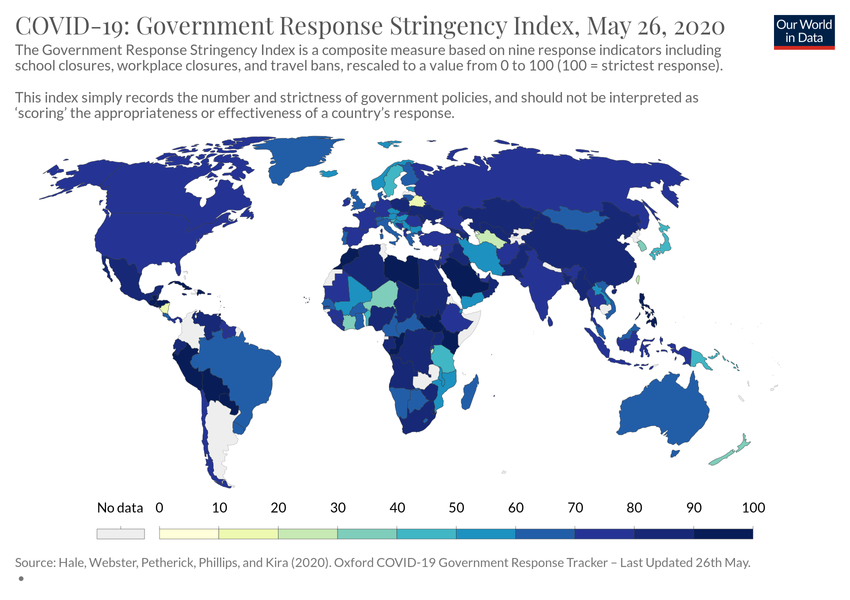 COVID-19: Government Response Stringency Index, May 26, 2020
Our World
in Data
The Government Response Stringency Index is a composite measure based on nine response indicators including
school closures, workplace closures, and travel bans, rescaled to a value from 0 to 100 (100 = strictest response).
This index simply records the number and strictness of government policies, and should not be interpreted as
‘scoring’ the appropriateness or effectiveness of a country’s response.
No data 0 10 20 30 40 50 60 70 80 90 100
Source: Hale, Webster, Petherick, Phillips, and Kira (2020). Oxford COVID-19 Government Response Tracker – Last Updated 26th May.